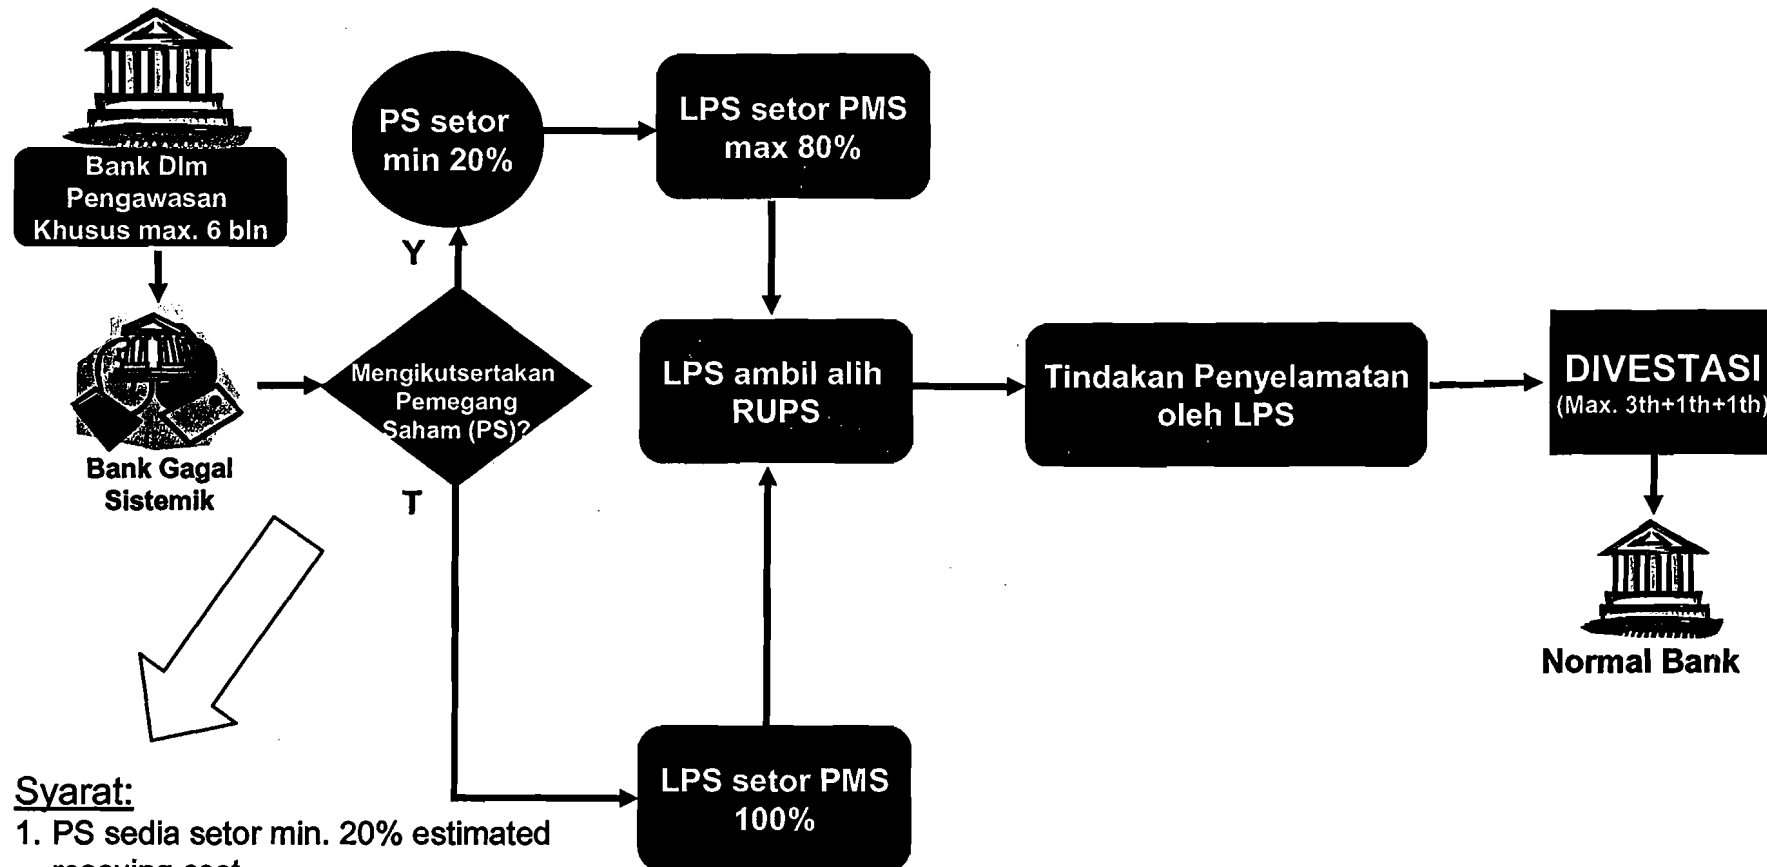 Bank Dlm
Pengawasan
Khusus max. 6 bln
Bank Gagal
Sistemik
Mengikutsertakan
Pemegang
Saham (PS)?
Y
T
PS setor
min 20%
LPS setor PMS
max 80%
LPS setor PMS
100%
LPS ambil alih
RUPS
Tindakan Penyelamatan
oleh LPS
DIVESTASI
(Max. 3th+1th+1th)
Normal Bank
Syarat:
1. PS sedia setor min. 20% estimated
cost